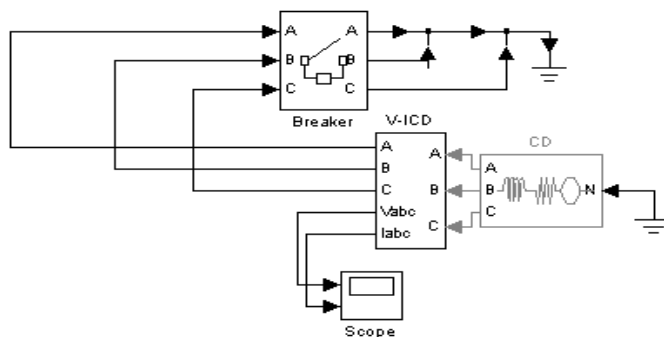 A A
B B
C C
Breaker
V-ICD
CD
A A A
B B B N
C C C
Vabc
Iabc
Scope